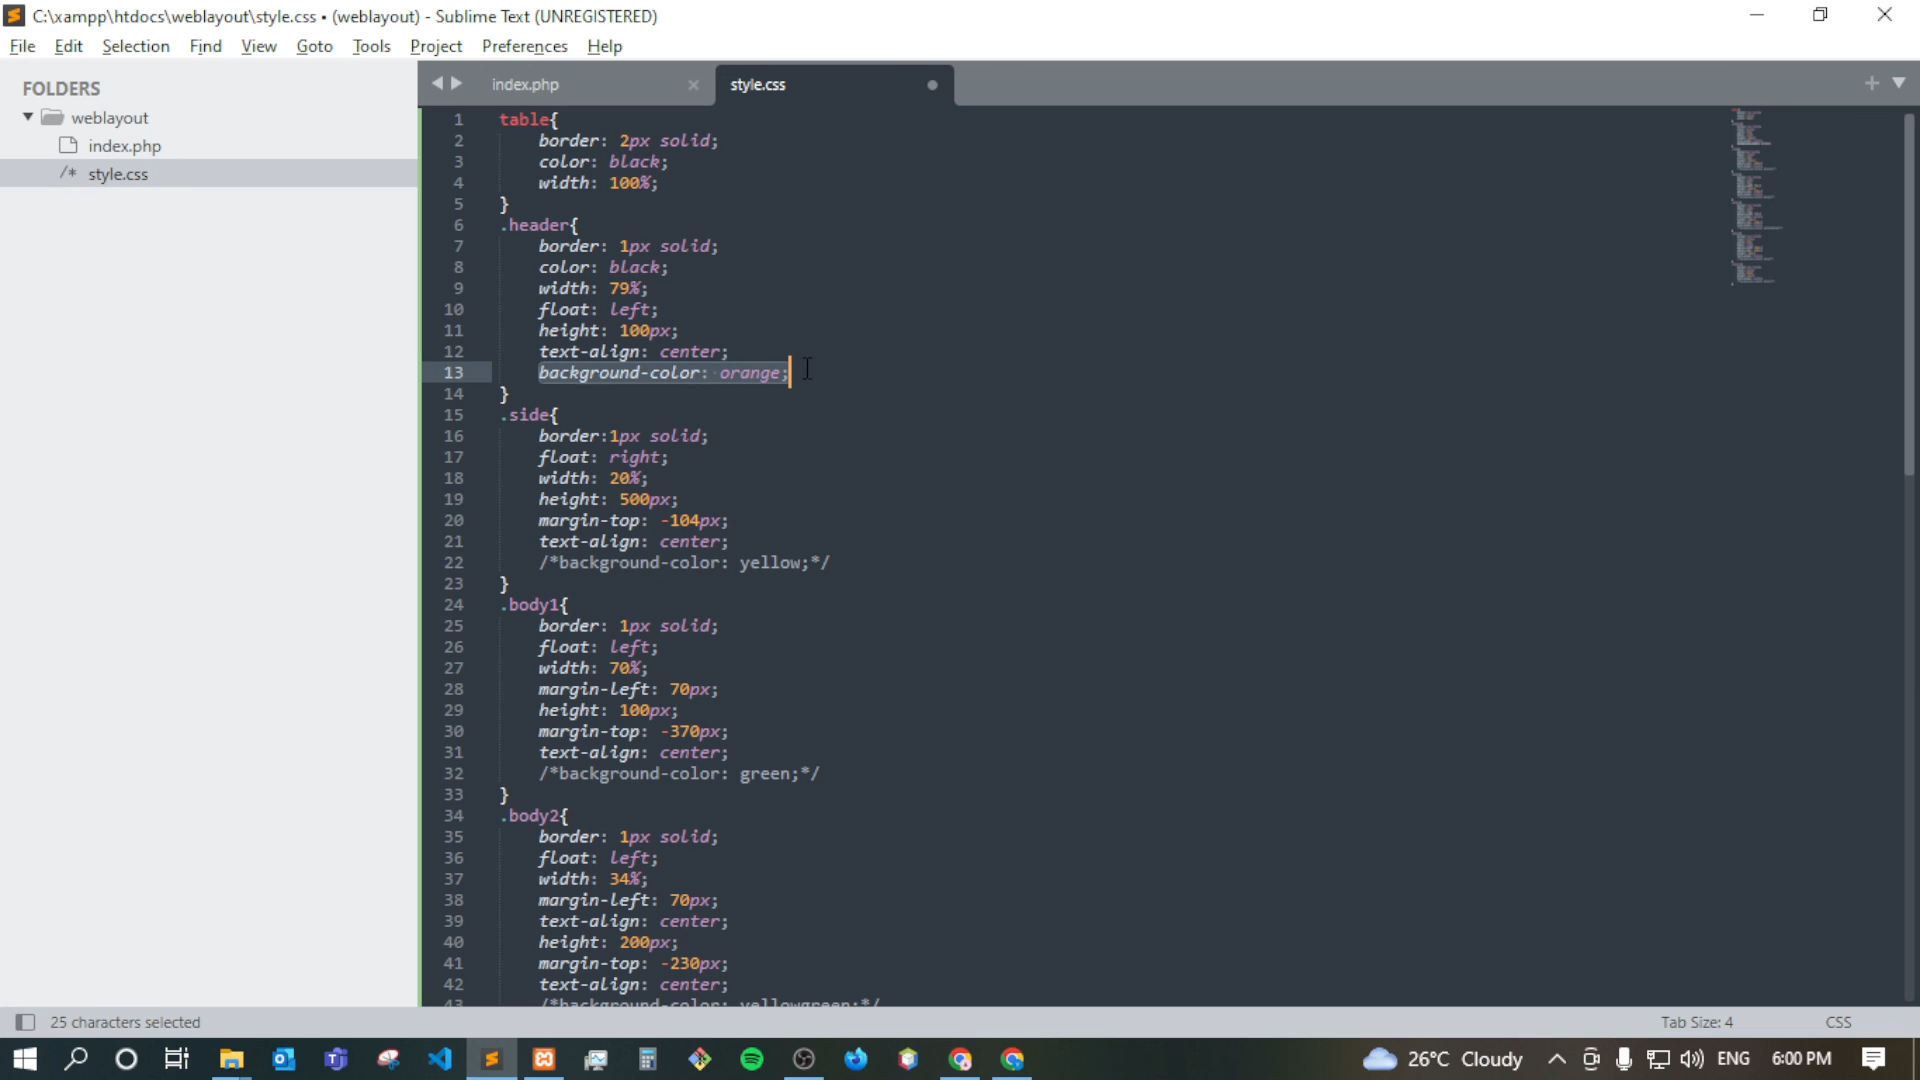 C:\xampp\htdocs\weblayout\style.css • (weblayout) - Sublime Text (UNREGISTERED)
File Edit Selection Find View Goto Tools Project Preferences Help
FOLDERS
weblayout
index.php
/* style.css
index.php × style.css
1 table{
2 border: 2px solid;
3 color: black;
4 width: 100%;
5 }
6 .header{
7 border: 1px solid;
8 color: black;
9 width: 79%;
10 float: left;
11 height: 100px;
12 text-align: center;
13 background-color: orange;
14 }
15 .side{
16 border:1px solid;
17 float: right;
18 width: 20%;
19 height: 500px;
20 margin-top: -104px;
21 text-align: center;
22 /*background-color: yellow;*/
23 }
24 .body1{
25 border: 1px solid;
26 float: left;
27 width: 70%;
28 margin-left: 70px;
29 height: 100px;
30 margin-top: -370px;
31 text-align: center;
32 /*background-color: green;*/
33 }
34 .body2{
35 border: 1px solid;
36 float: left;
37 width: 34%;
38 margin-left: 70px;
39 text-align: center;
40 height: 200px;
41 margin-top: -230px;
42 text-align: center;
43 /*background-color: yellowgreen;*/
25 characters selected Tab Size: 4 CSS
26°C Cloudy ENG 6:00 PM